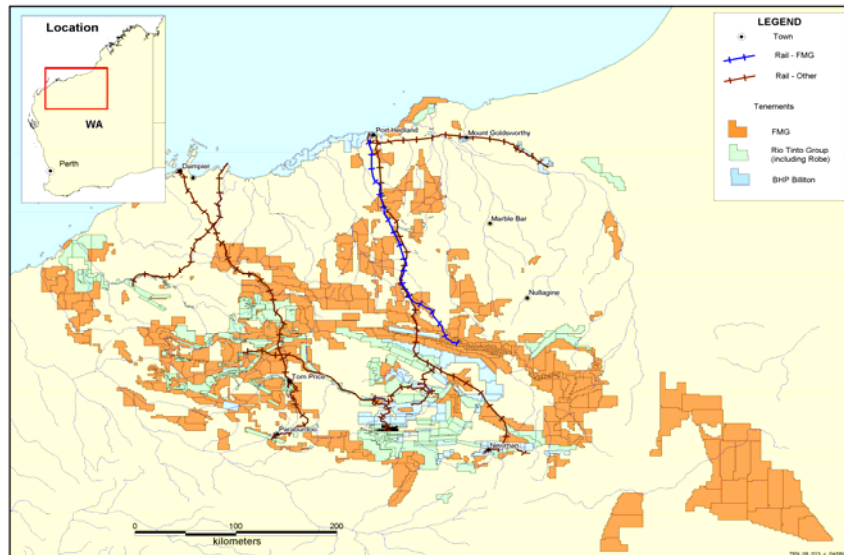 Location
WA
Perth
LEGEND
Town
Rail - FMG
Rail - Other
Tenements
FMG
Rio Tinto Group
(including Robe)
BHP Billiton
Port Hedland
Mount Goldsworthy
Dampier
Marble Bar
Nullagine
Tom Price
Paraburdoo
Newman
0 100 200
kilometers